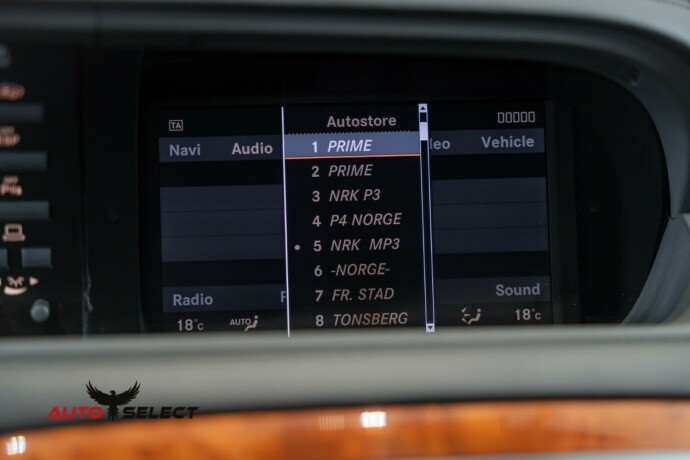 Autostore
TA
Navi Audio deo Vehicle
1 PRIME
2 PRIME
3 NRK P3
4 P4 NORGE
5 NRK MP3
6 -NORGE-
7 FR. STAD
8 TONSBERG
Radio Sound
18°C AUTO 18°C
AUTO SELECT